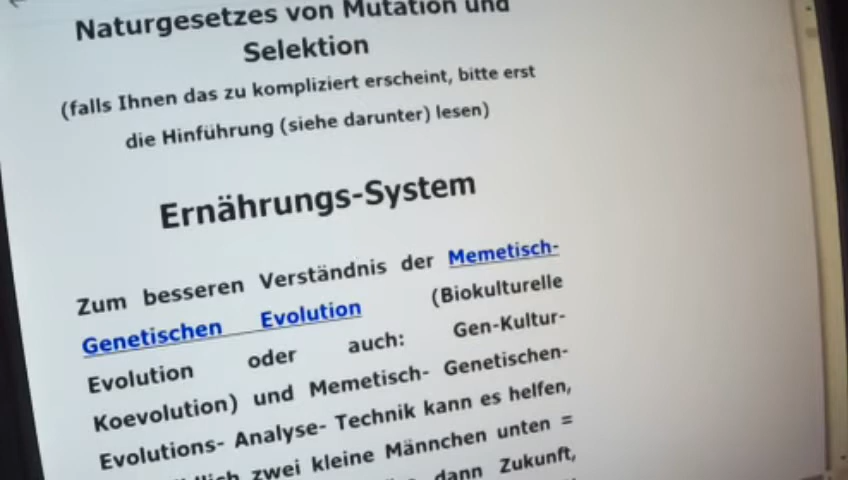 Naturgesetzes von Mutation und
Selektion
(falls Ihnen das zu kompliziert erscheint, bitte erst
die Hinführung (siehe darunter) lesen)
Ernährungs-System
Zum besseren Verständnis der Memetisch-
Genetischen Evolution (Biokulturelle
Evolution oder auch: Gen-Kultur-
Koevolution) und Memetisch- Genetischen-
Evolutions- Analyse- Technik kann es helfen,
zwei kleine Männchen unten =
dann Zukunft,